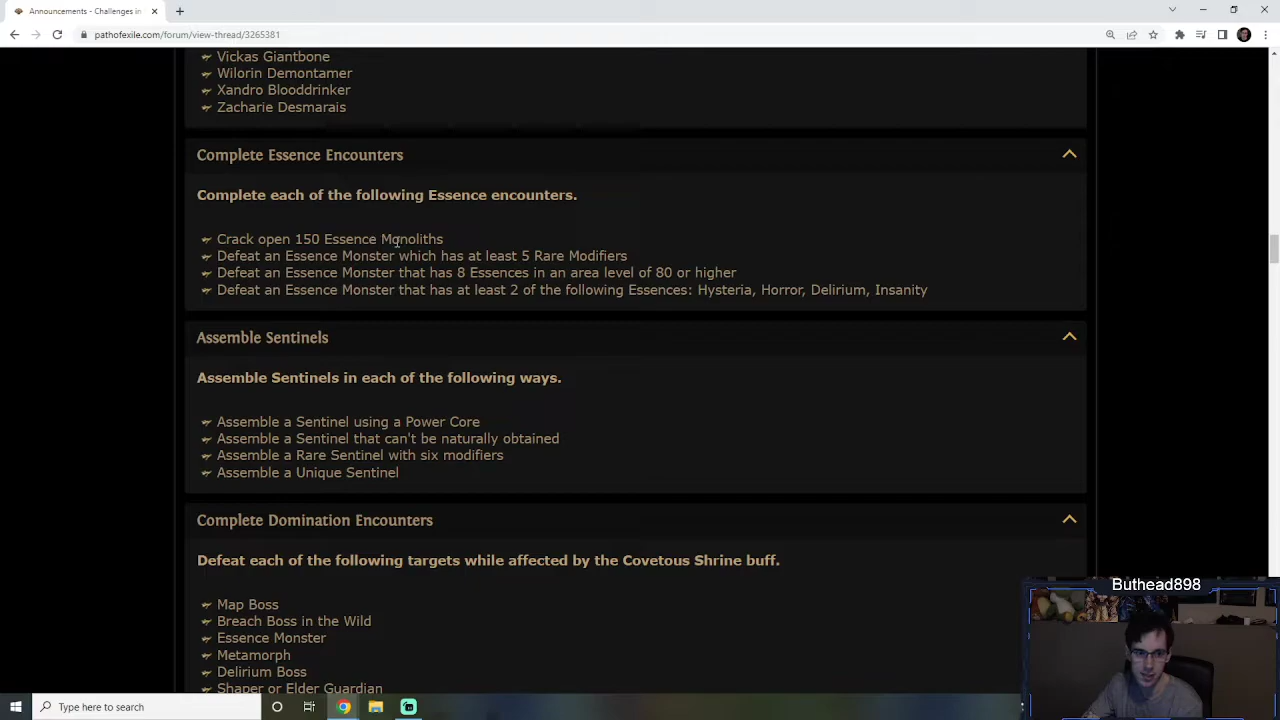 Announcements - Challenges in
pathofexile.com/forum/view-thread/3265381
Vickas Giantbone
Wilorin Demontamer
Xandro Blooddrinker
Zacharie Desmarais
Complete Essence Encounters
Complete each of the following Essence encounters.
Crack open 150 Essence Monoliths
Defeat an Essence Monster which has at least 5 Rare Modifiers
Defeat an Essence Monster that has 8 Essences in an area level of 80 or higher
Defeat an Essence Monster that has at least 2 of the following Essences: Hysteria, Horror, Delirium, Insanity
Assemble Sentinels
Assemble Sentinels in each of the following ways.
Assemble a Sentinel using a Power Core
Assemble a Sentinel that can't be naturally obtained
Assemble a Rare Sentinel with six modifiers
Assemble a Unique Sentinel
Complete Domination Encounters
Defeat each of the following targets while affected by the Covetous Shrine buff.
Map Boss
Breach Boss in the Wild
Essence Monster
Metamorph
Delirium Boss
Shaper or Elder Guardian
Buthead898
Type here to search